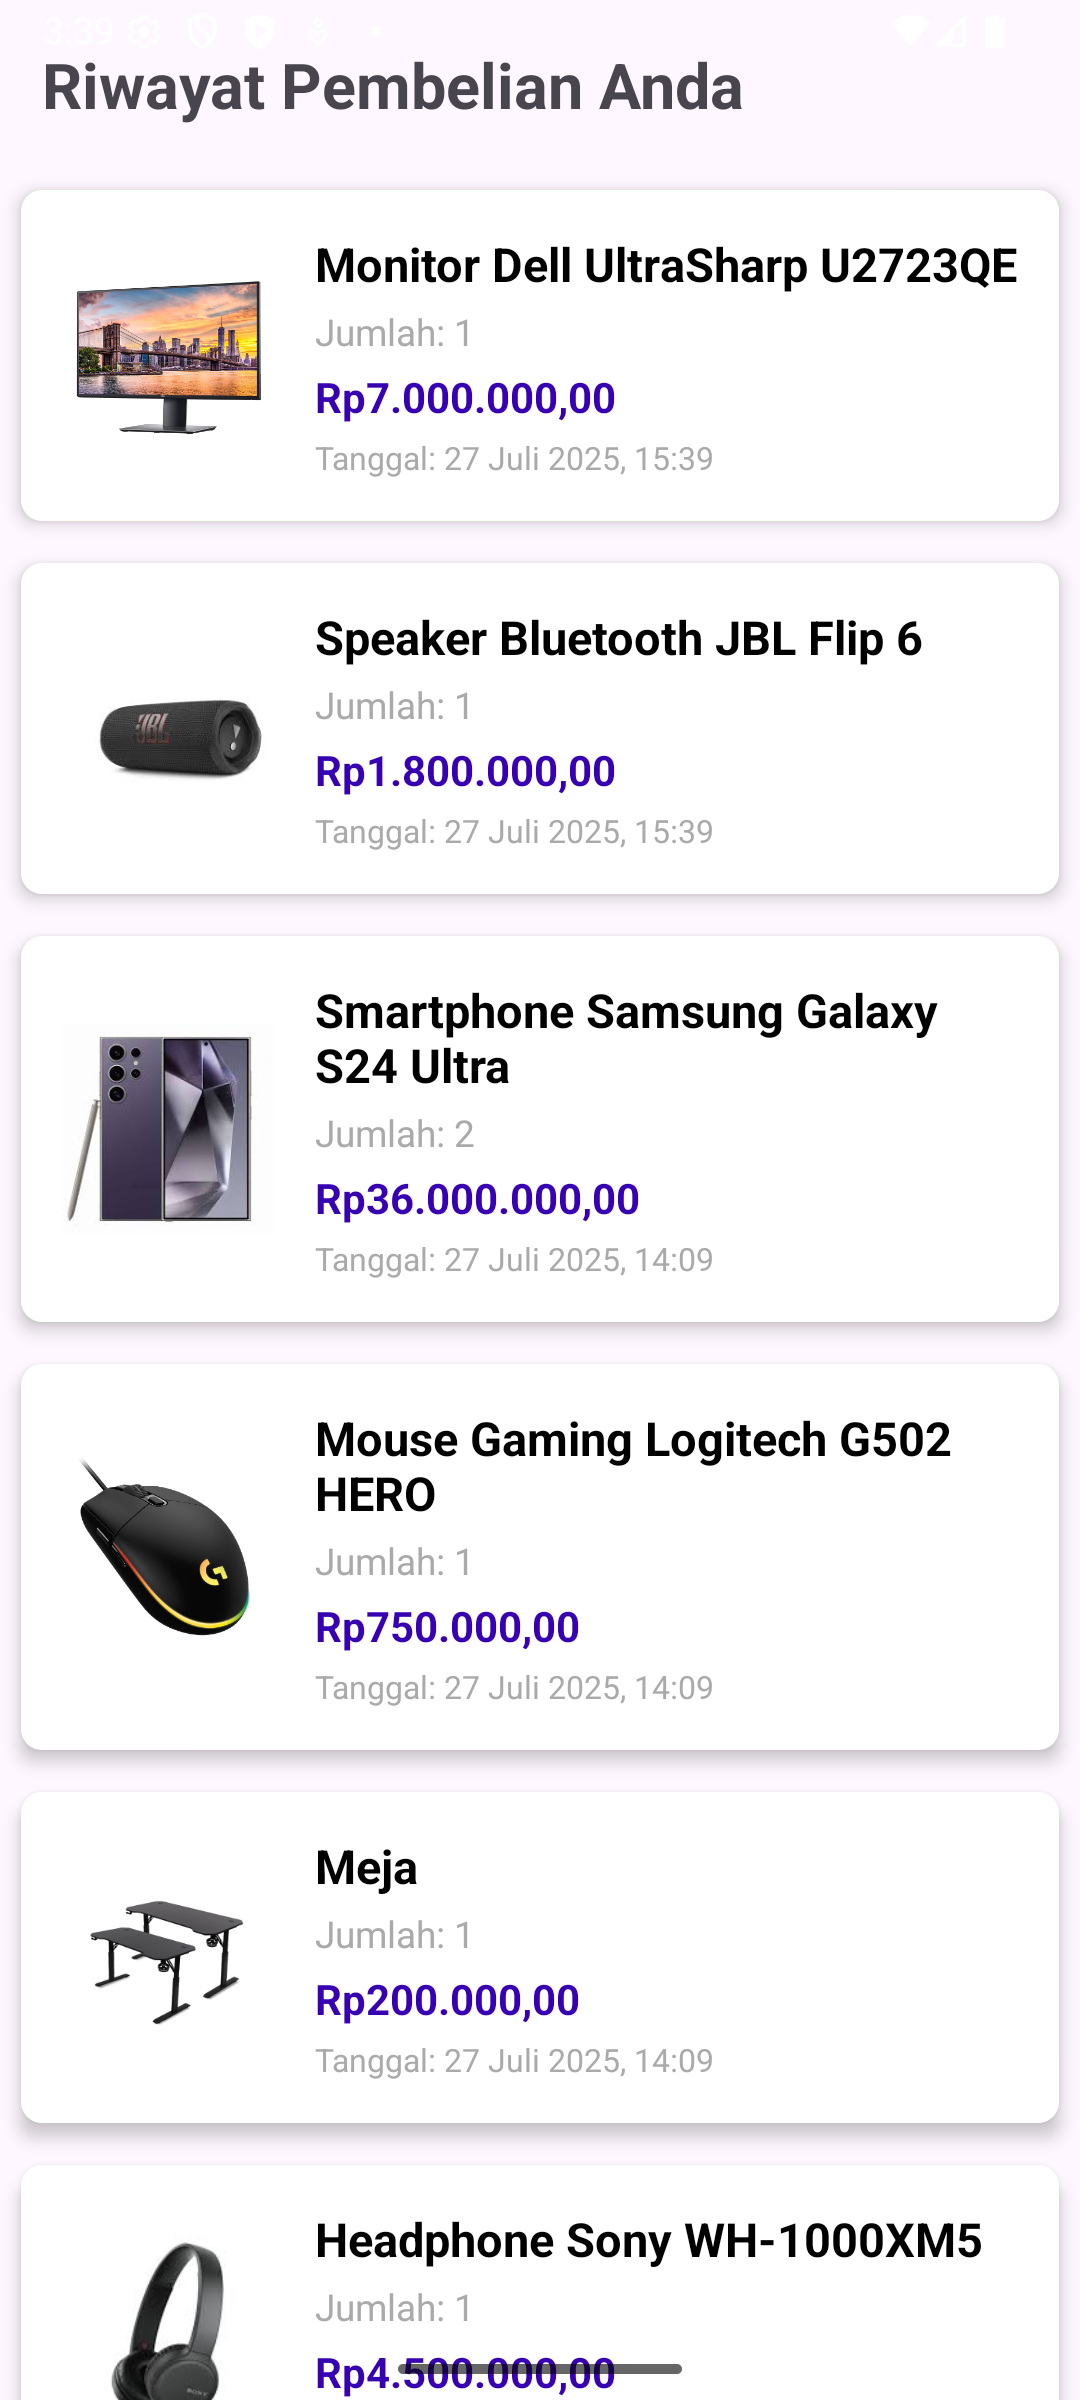 3:39
Riwayat Pembelian Anda
Monitor Dell UltraSharp U2723QE
Jumlah: 1
Rp7.000.000,00
Tanggal: 27 Juli 2025, 15:39
JBL
Speaker Bluetooth JBL Flip 6
Jumlah: 1
Rp1.800.000,00
Tanggal: 27 Juli 2025, 15:39
Smartphone Samsung Galaxy
S24 Ultra
Jumlah: 2
Rp36.000.000,00
Tanggal: 27 Juli 2025, 14:09
Mouse Gaming Logitech G502
HERO
Jumlah: 1
Rp750.000,00
Tanggal: 27 Juli 2025, 14:09
Meja
Jumlah: 1
Rp200.000,00
Tanggal: 27 Juli 2025, 14:09
Headphone Sony WH-1000XM5
Jumlah: 1
Rp4.500.000,00
SONY